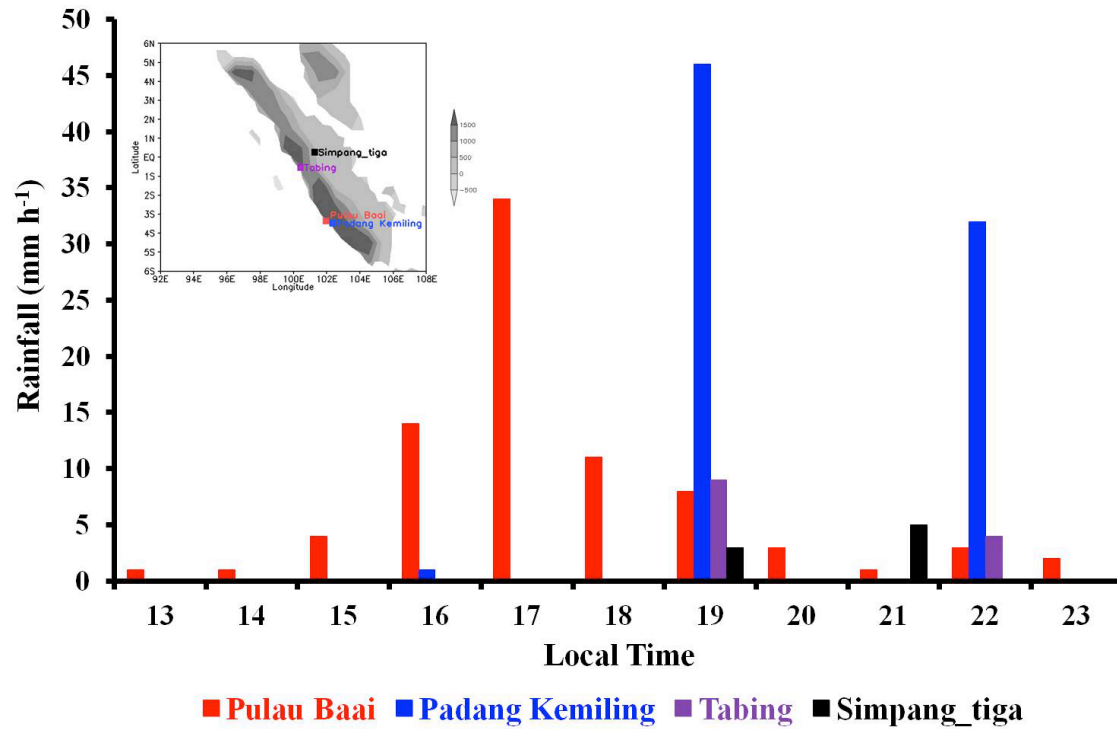 Rainfall (mm h⁻¹)
50
45
40
35
30
25
20
15
10
5
0
13 14 15 16 17 18 19 20 21 22 23
Local Time
Pulau Baai Padang Kemiling Tabing Simpang_tiga
Latitude
6N
5N
4N
3N
2N
1N
EQ
1S
2S
3S
4S
5S
6S
92E 94E 96E 98E 100E 102E 104E 106E 108E
Longitude
Simpang_tiga
Tabing
Pulau Baai
Padang Kemiling
1500
1000
500
0
-500